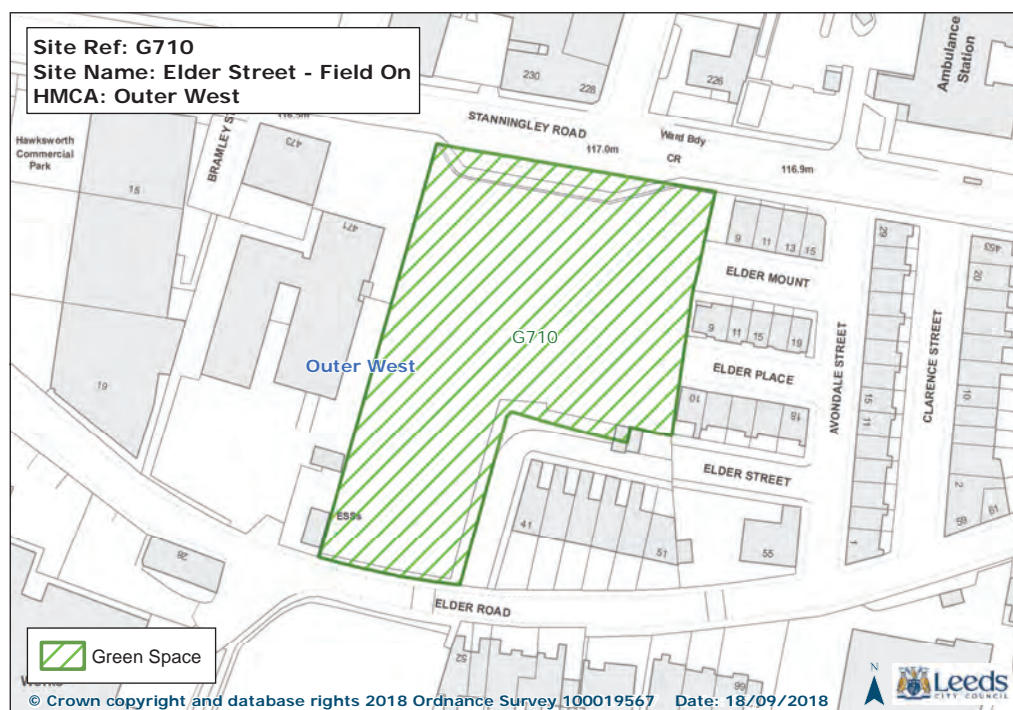 Site Ref: G710
Site Name: Elder Street - Field On
HMCA: Outer West
230
228
226
Ambulance
Station
STANNINGLEY ROAD
Ward Bdy
CR
117.0m
116.9m
Hawksworth
Commercial
Park
15
473
471
19
9 11 13 15
ELDER MOUNT
9 11 15 19
ELDER PLACE
10 18
ELDER STREET
29
15
11
1
AVONDALE STREET
CLARENCE STREET
453
20
10
2
61
G710
Outer West
ESSs
41
51
55
28
ELDER ROAD
52
Green Space
N
Leeds
CITY COUNCIL
© Crown copyright and database rights 2018 Ordnance Survey 100019567 Date: 18/09/2018